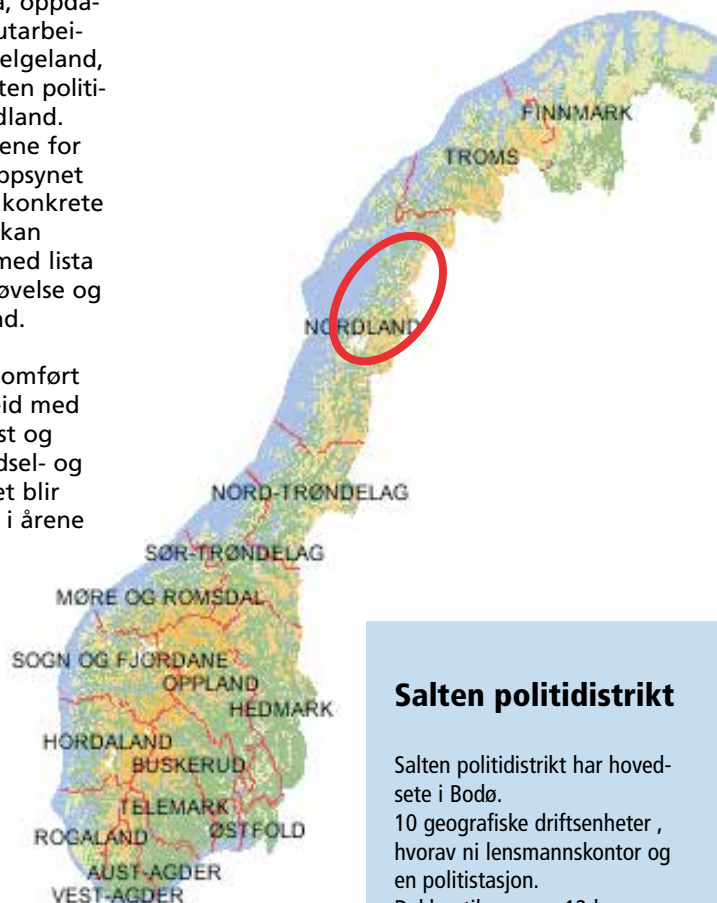 oppda-
utarbei-
elgeland,
ten politi-
dland.
ene for
ppsynet
konkrete
kan
med lista
øvelse og
nd.
omført
eid med
st og
dsel- og
et blir
i årene
FINNMARK
TROMS
NORDLAND
NORD-TRØNDELAG
SØR-TRØNDELAG
MØRE OG ROMSDAL
SOGN OG FJORDANE
OPPLAND
HEDMARK
HORDALAND
BUSKERUD
TELEMARK
ROGALAND
ØSTFOLD
AUST-AGDER
VEST-AGDER
Salten politidistrikt
Salten politidistrikt har hoved-
sete i Bodø.
10 geografiske driftsenheter ,
hvorav ni lensmannskontor og
en politistasjon.